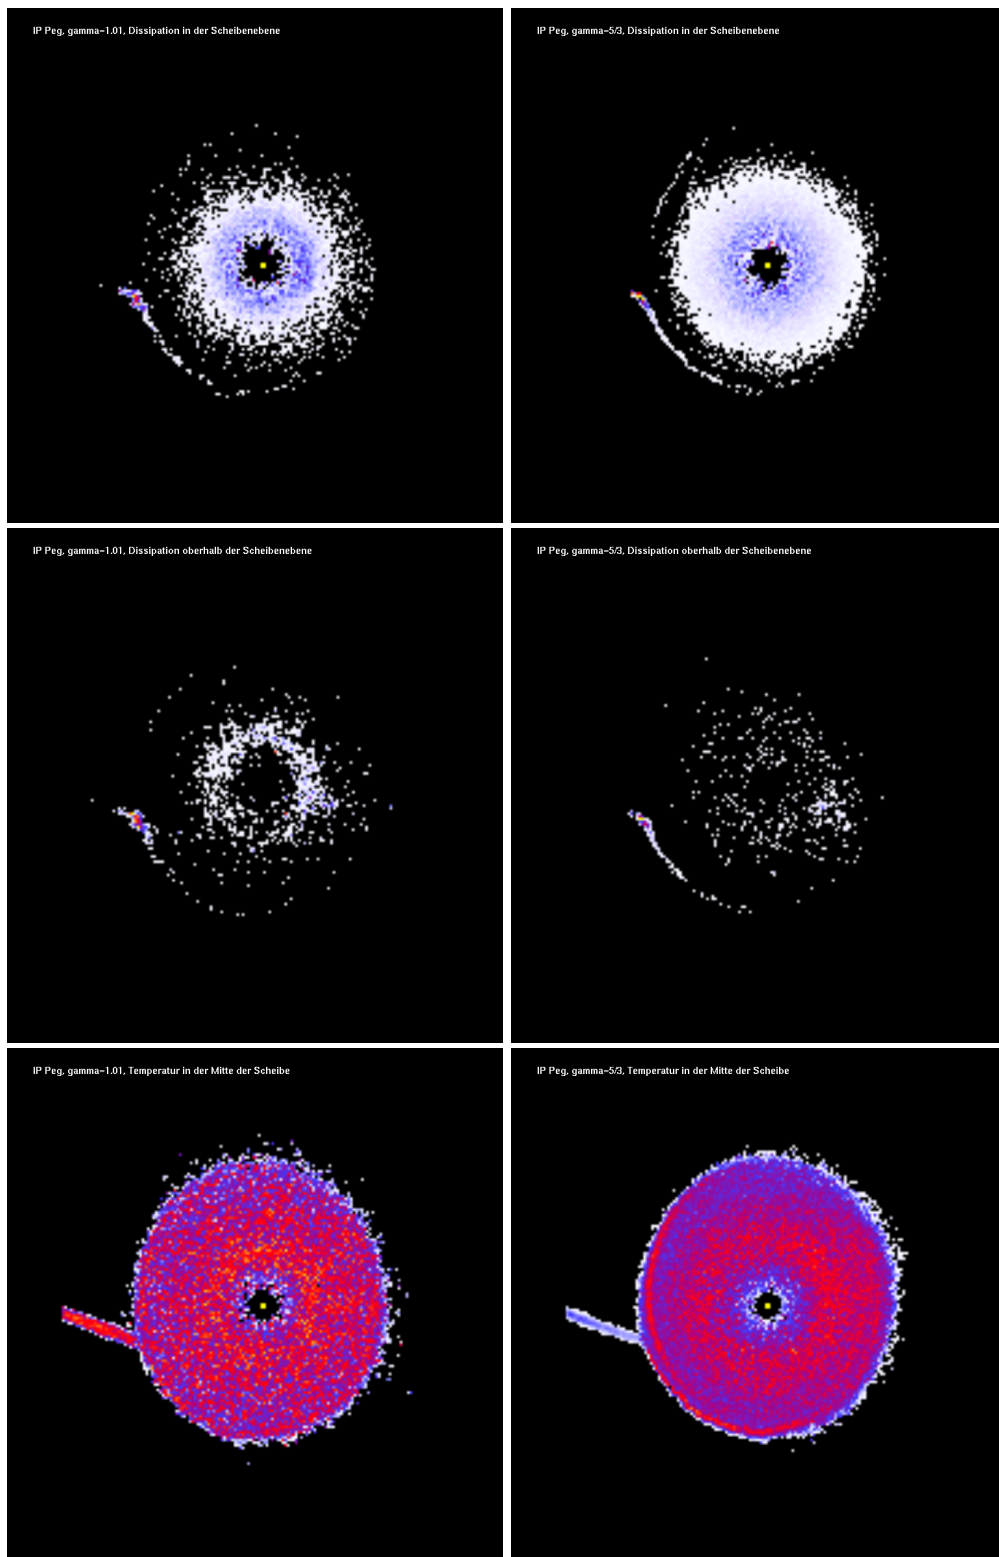 IP Peg, gamma=1.01, Dissipation in der Scheibenebene
IP Peg, gamma=5/3, Dissipation in der Scheibenebene
IP Peg, gamma=1.01, Dissipation oberhalb der Scheibenebene
IP Peg, gamma=5/3, Dissipation oberhalb der Scheibenebene
IP Peg, gamma=1.01, Temperatur in der Mitte der Scheibe
IP Peg, gamma=5/3, Temperatur in der Mitte der Scheibe